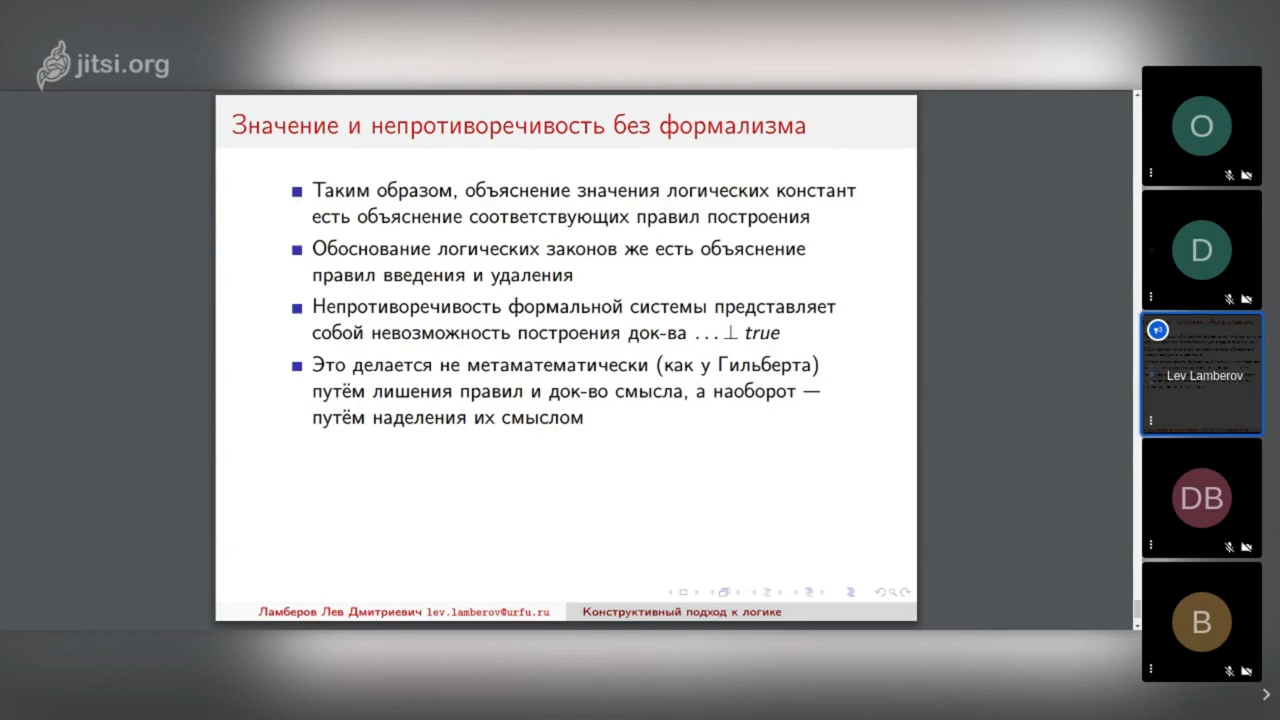 jitsi.org
Значение и непротиворечивость без формализма
Таким образом, объяснение значения логических констант
есть объяснение соответствующих правил построения
Обоснование логических законов же есть объяснение
правил введения и удаления
Непротиворечивость формальной системы представляет
собой невозможность построения док-ва ... ⊥ true
Это делается не метаматематически (как у Гильберта)
путём лишения правил и док-во смысла, а наоборот —
путём наделения их смыслом
Ламберов Лев Дмитриевич lev.lamberov@urfu.ru
Конструктивный подход к логике
O
D
Lev Lamberov
DB
B